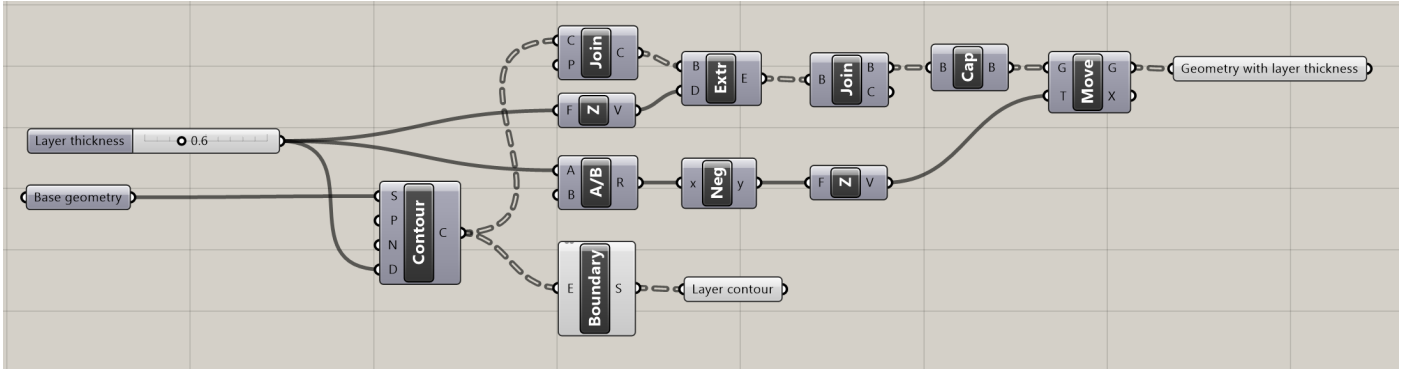 C
P
Join
C
B
D
Extr
E
B
Join
B
C
B
Cap
B
G
T
Move
G
X
Geometry with layer thickness
F
Z
V
Layer thickness
0.6
A
B
A/B
R
x
Neg
y
F
Z
V
Base geometry
S
P
N
D
Contour
C
E
Boundary
S
Layer contour